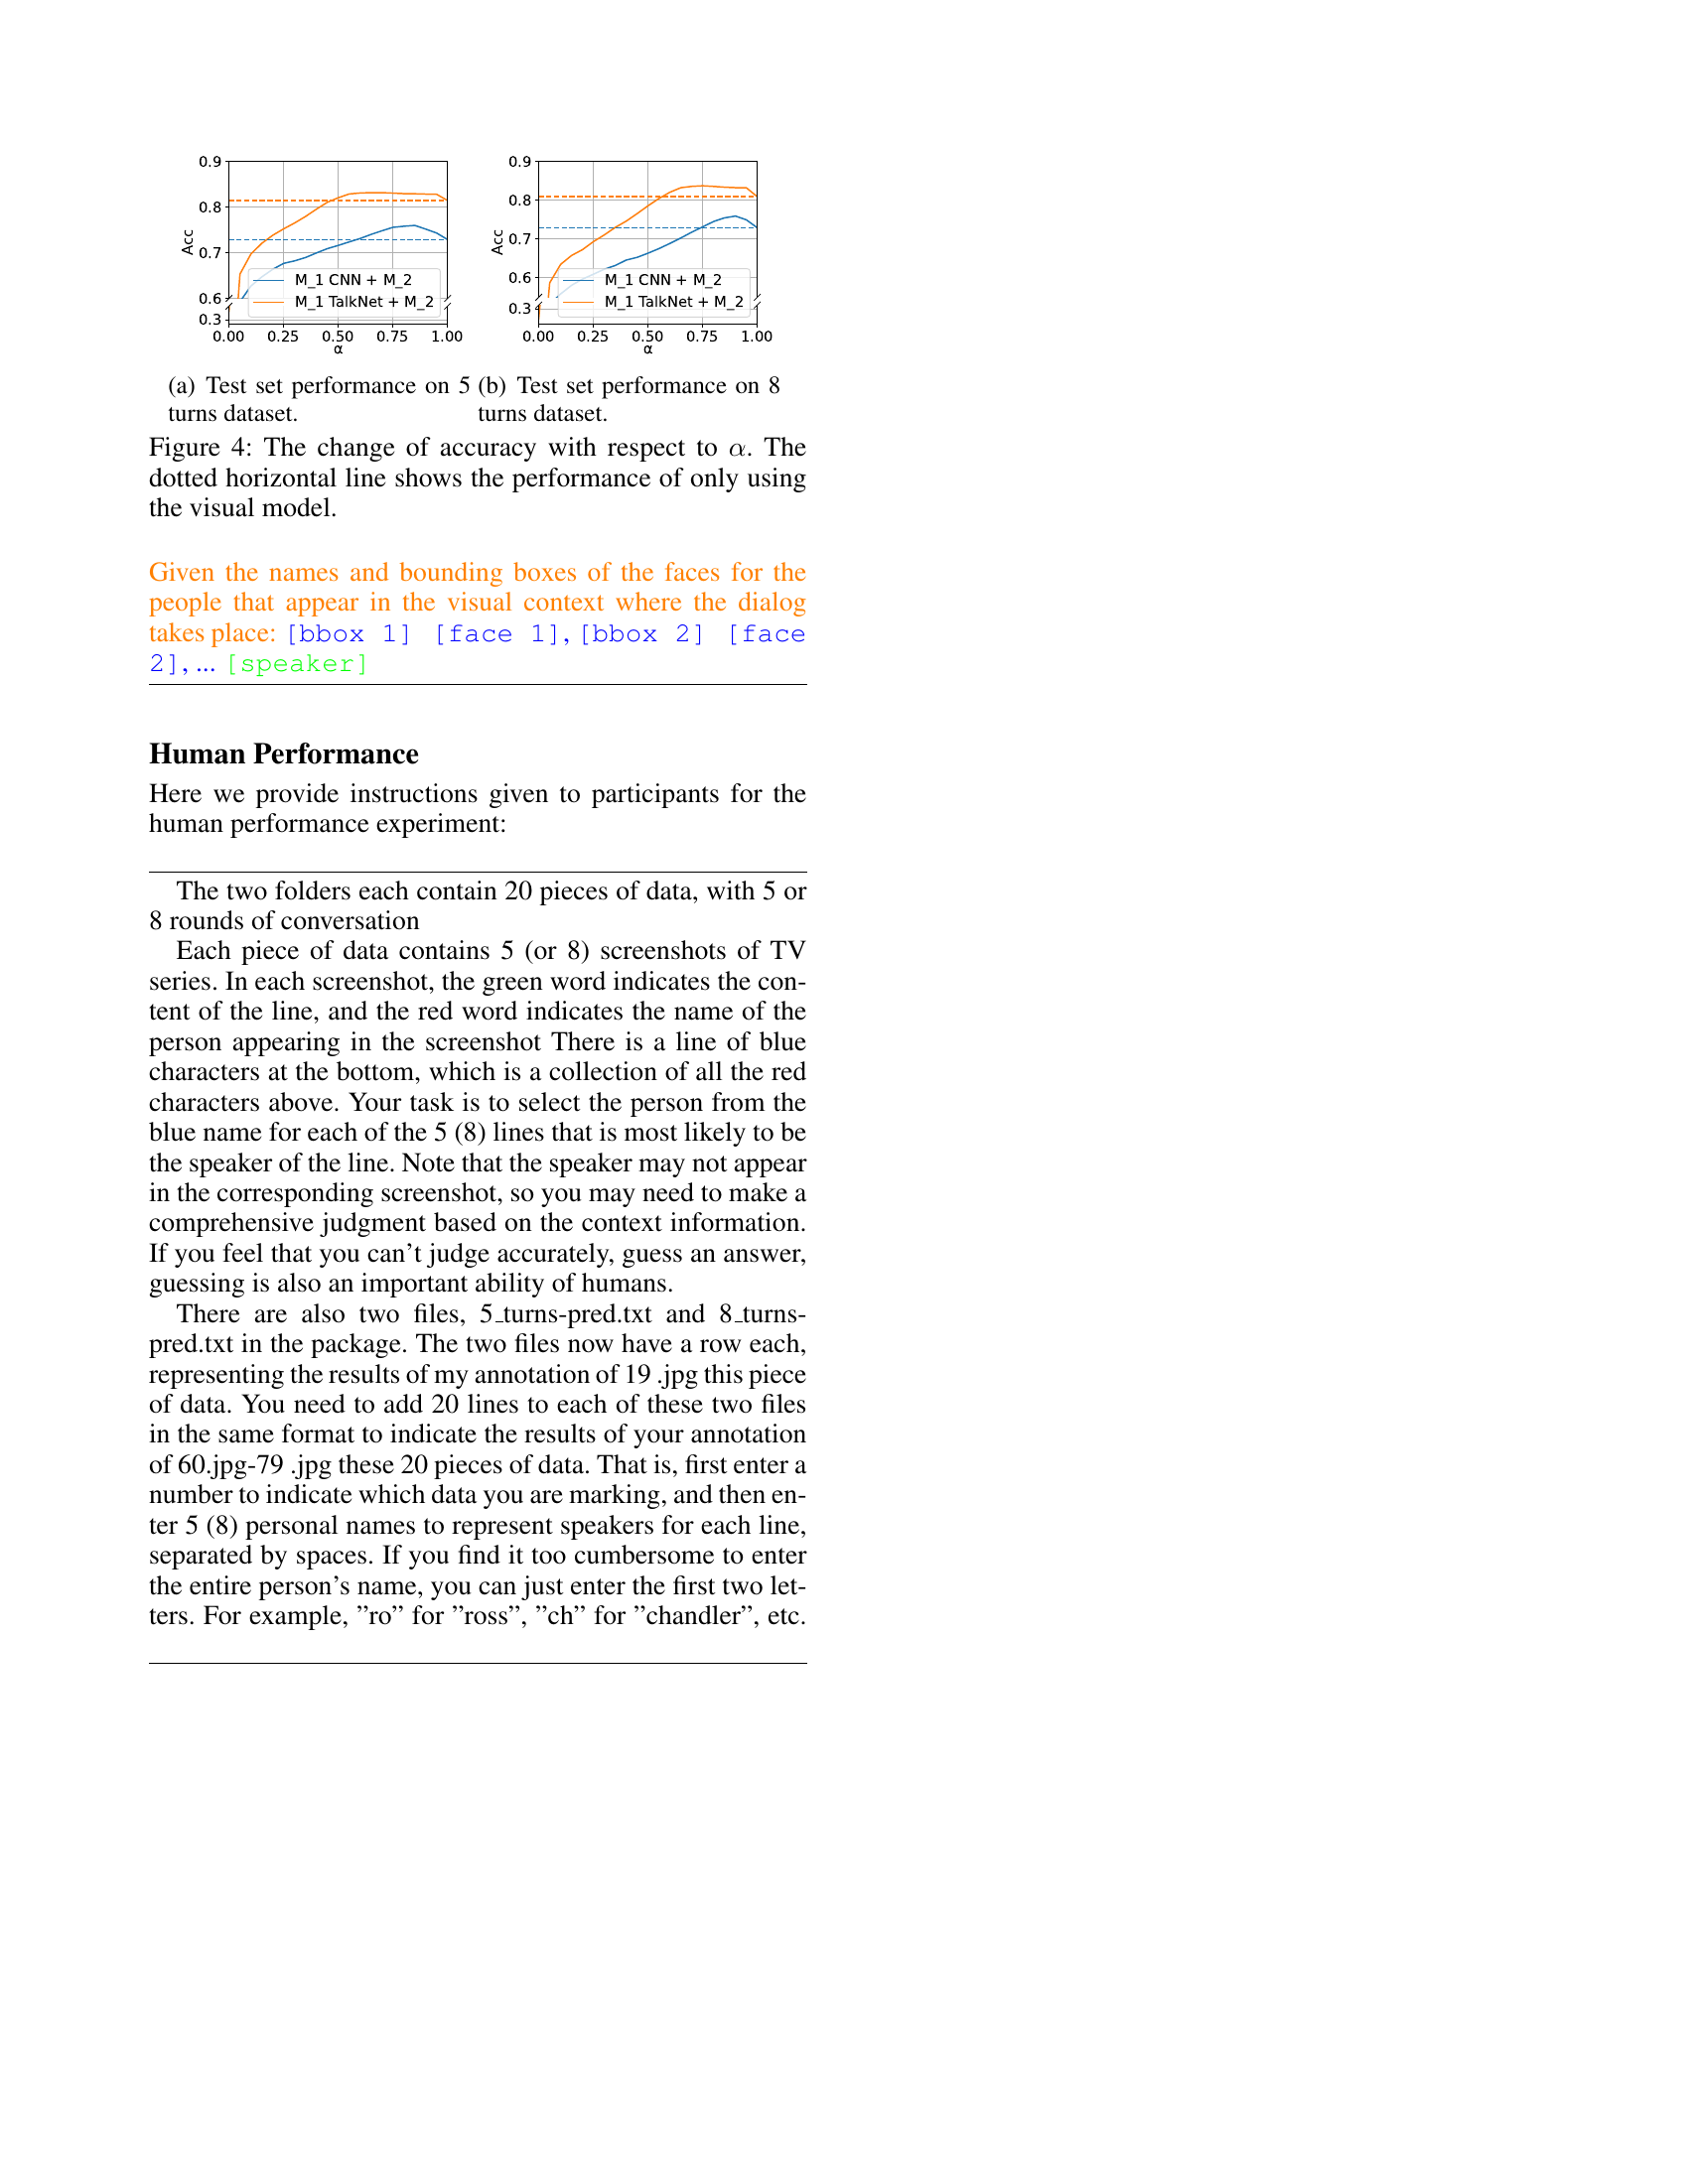 0.9
0.8
0.7
0.6
0.3
Acc
0.00 0.25 0.50 0.75 1.00
α
M_1 CNN + M_2
M_1 TalkNet + M_2
0.9
0.8
0.7
0.6
0.3
Acc
0.00 0.25 0.50 0.75 1.00
α
M_1 CNN + M_2
M_1 TalkNet + M_2
(a) Test set performance on 5
turns dataset.
(b) Test set performance on 8
turns dataset.
Figure 4: The change of accuracy with respect to α. The
dotted horizontal line shows the performance of only using
the visual model.
Given the names and bounding boxes of the faces for the
people that appear in the visual context where the dialog
takes place: [bbox 1] [face 1], [bbox 2] [face
2], ... [speaker]
Human Performance
Here we provide instructions given to participants for the
human performance experiment:
The two folders each contain 20 pieces of data, with 5 or
8 rounds of conversation
Each piece of data contains 5 (or 8) screenshots of TV
series. In each screenshot, the green word indicates the con-
tent of the line, and the red word indicates the name of the
person appearing in the screenshot There is a line of blue
characters at the bottom, which is a collection of all the red
characters above. Your task is to select the person from the
blue name for each of the 5 (8) lines that is most likely to be
the speaker of the line. Note that the speaker may not appear
in the corresponding screenshot, so you may need to make a
comprehensive judgment based on the context information.
If you feel that you can't judge accurately, guess an answer,
guessing is also an important ability of humans.
There are also two files, 5_turns-pred.txt and 8_turns-
pred.txt in the package. The two files now have a row each,
representing the results of my annotation of 19 .jpg this piece
of data. You need to add 20 lines to each of these two files
in the same format to indicate the results of your annotation
of 60.jpg-79 .jpg these 20 pieces of data. That is, first enter a
number to indicate which data you are marking, and then en-
ter 5 (8) personal names to represent speakers for each line,
separated by spaces. If you find it too cumbersome to enter
the entire person's name, you can just enter the first two let-
ters. For example, ”ro” for ”ross”, ”ch” for ”chandler”, etc.